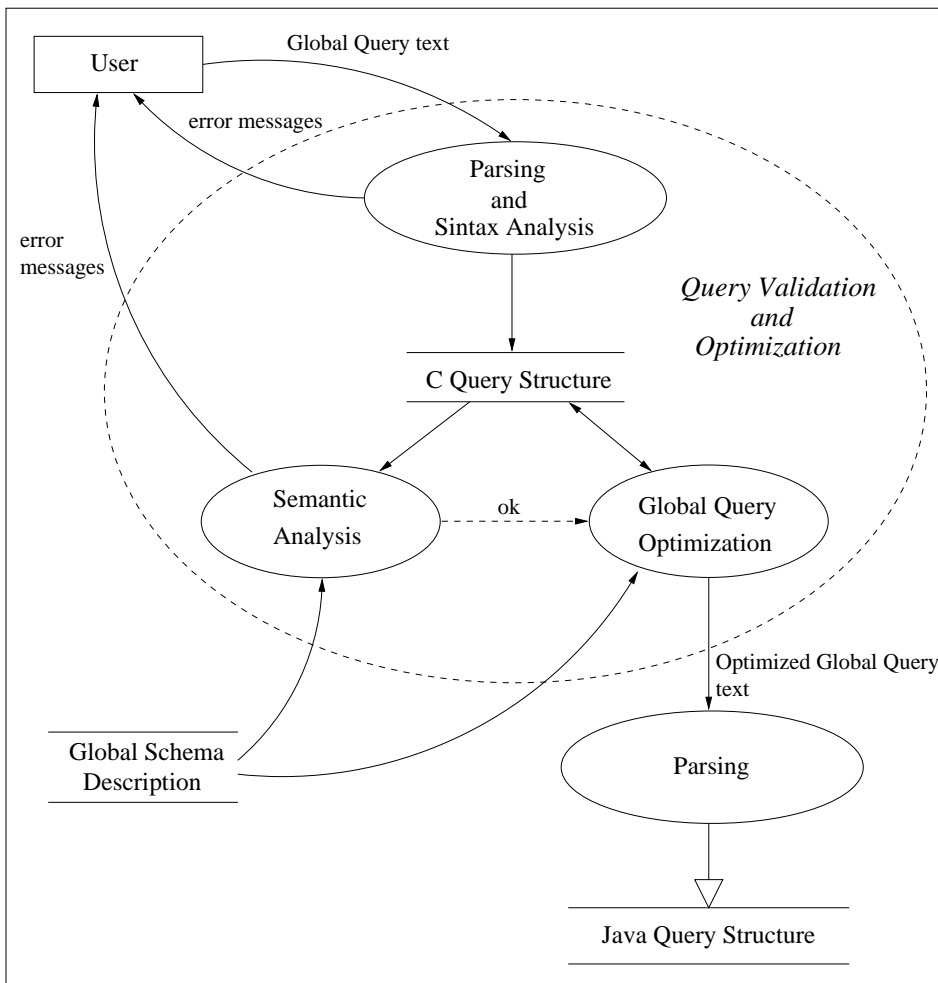 Global Query text
User
error messages
Parsing
and
Sintax Analysis
error
messages
Query Validation
and
Optimization
C Query Structure
Semantic
Analysis
ok
Global Query
Optimization
Optimized Global Query
text
Global Schema
Description
Parsing
Java Query Structure